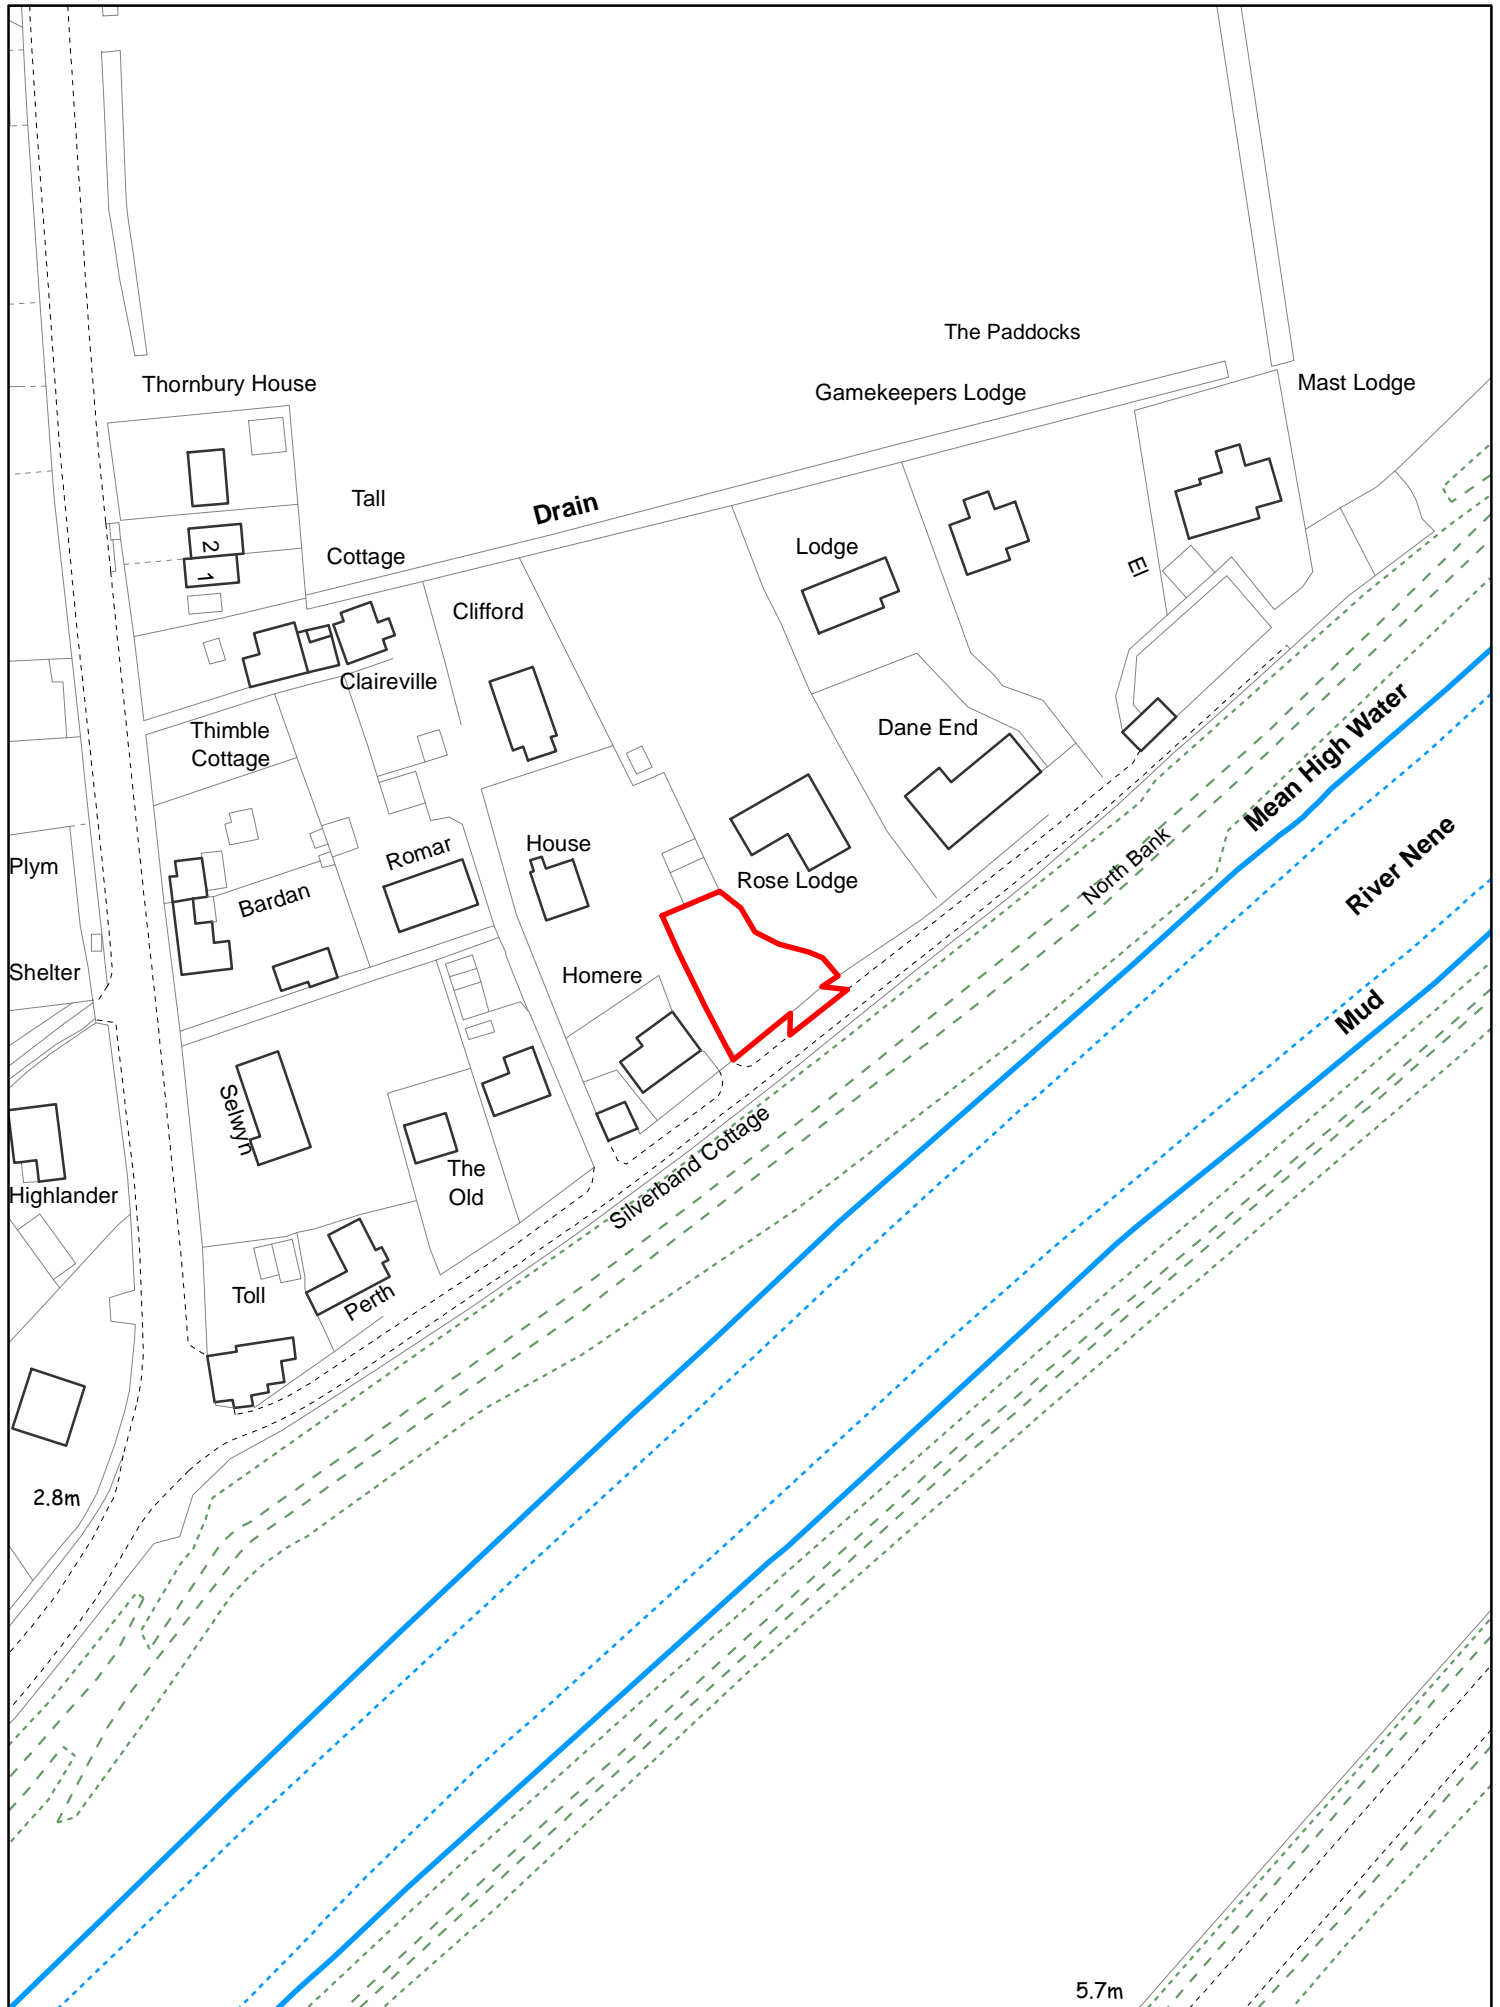 The Paddocks
Thornbury House
Gamekeepers Lodge
Mast Lodge
Tall
Drain
Cottage
2
1
Lodge
El
Clifford
Claireville
Thimble
Cottage
Dane End
Mean High Water
House
Romar
Plym
Rose Lodge
North Bank
River Nene
Bardan
Shelter
Homere
Mud
Selwyn
The
Old
Silverband Cottage
Highlander
Toll
Perth
2.8m
5.7m